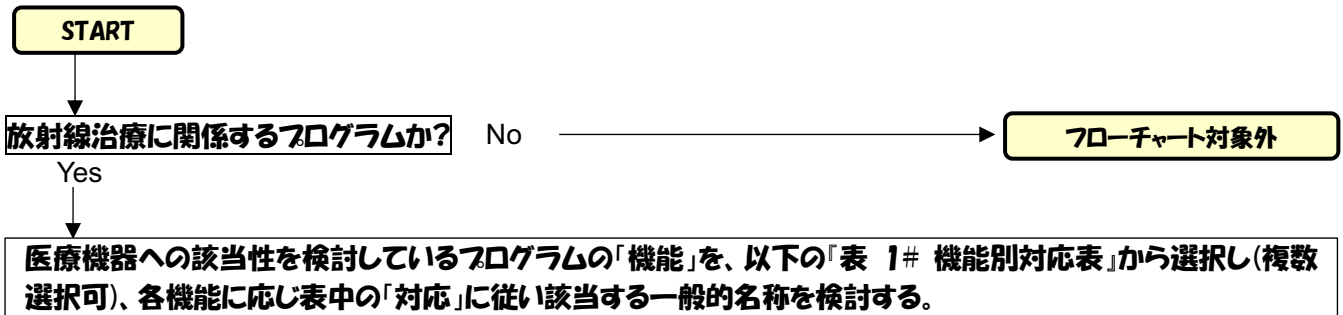 START
放射線治療に関係するプログラムか? No
フローチャート対象外
Yes
医療機器への該当性を検討しているプログラムの「機能」を、以下の『表 1# 機能別対応表』から選択し(複数
選択可)、各機能に応じ表中の「対応」に従い該当する一般的名称を検討する。